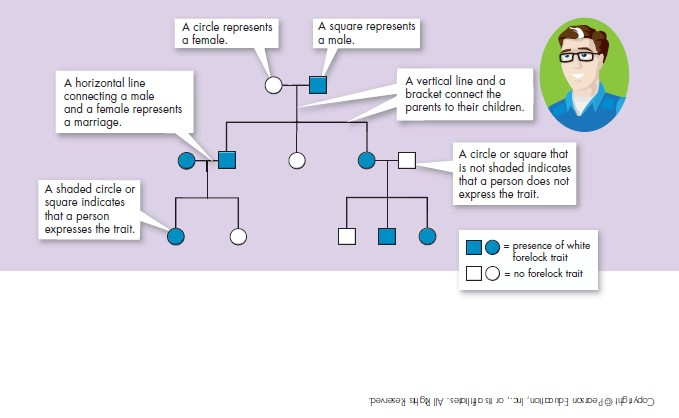 A circle represents
a female.
A square represents
a male.
A horizontal line
connecting a male
and a female represents
a marriage.
A vertical line and a
bracket connect the
parents to their children.
A circle or square that
is not shaded indicates
that a person does not
express the trait.
A shaded circle or
square indicates
that a person
expresses the trait.
= presence of white
forelock trait
= no forelock trait
Copyright © Pearson Education, Inc., or its affiliates. All Rights Reserved.